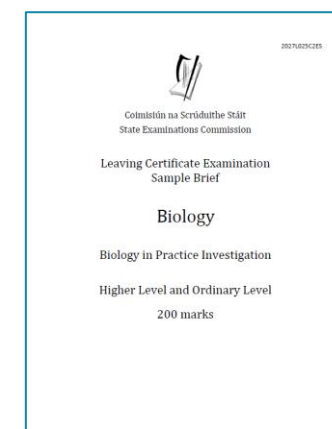 2027L025C2ES
Coimisiún na Scrúduithe Stáit
State Examinations Commission
Leaving Certificate Examination
Sample Brief
Biology
Biology in Practice Investigation
Higher Level and Ordinary Level
200 marks